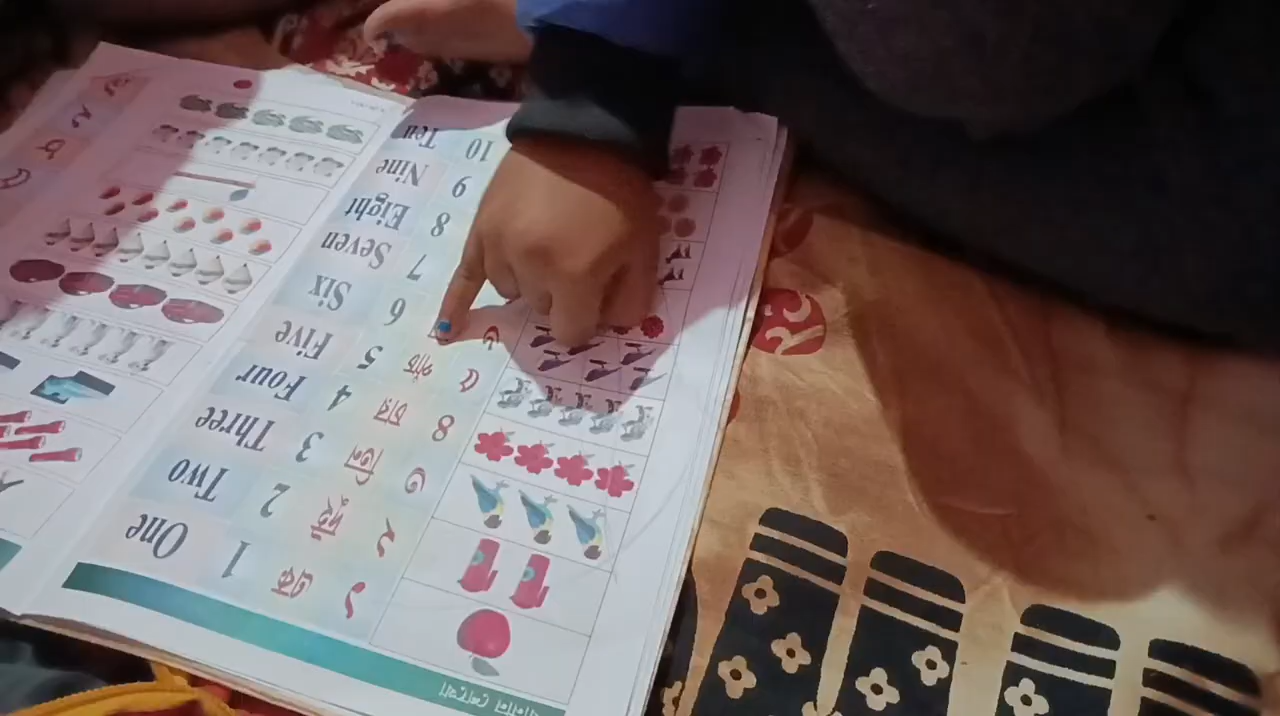 ১ এক 1 One
২ দুই 2 Two
৩ তিন 3 Three
৪ চার 4 Four
৫ পাঁচ 5 Five
৬ 6 Six
7 Seven
8 Eight
9 Nine
10 Ten